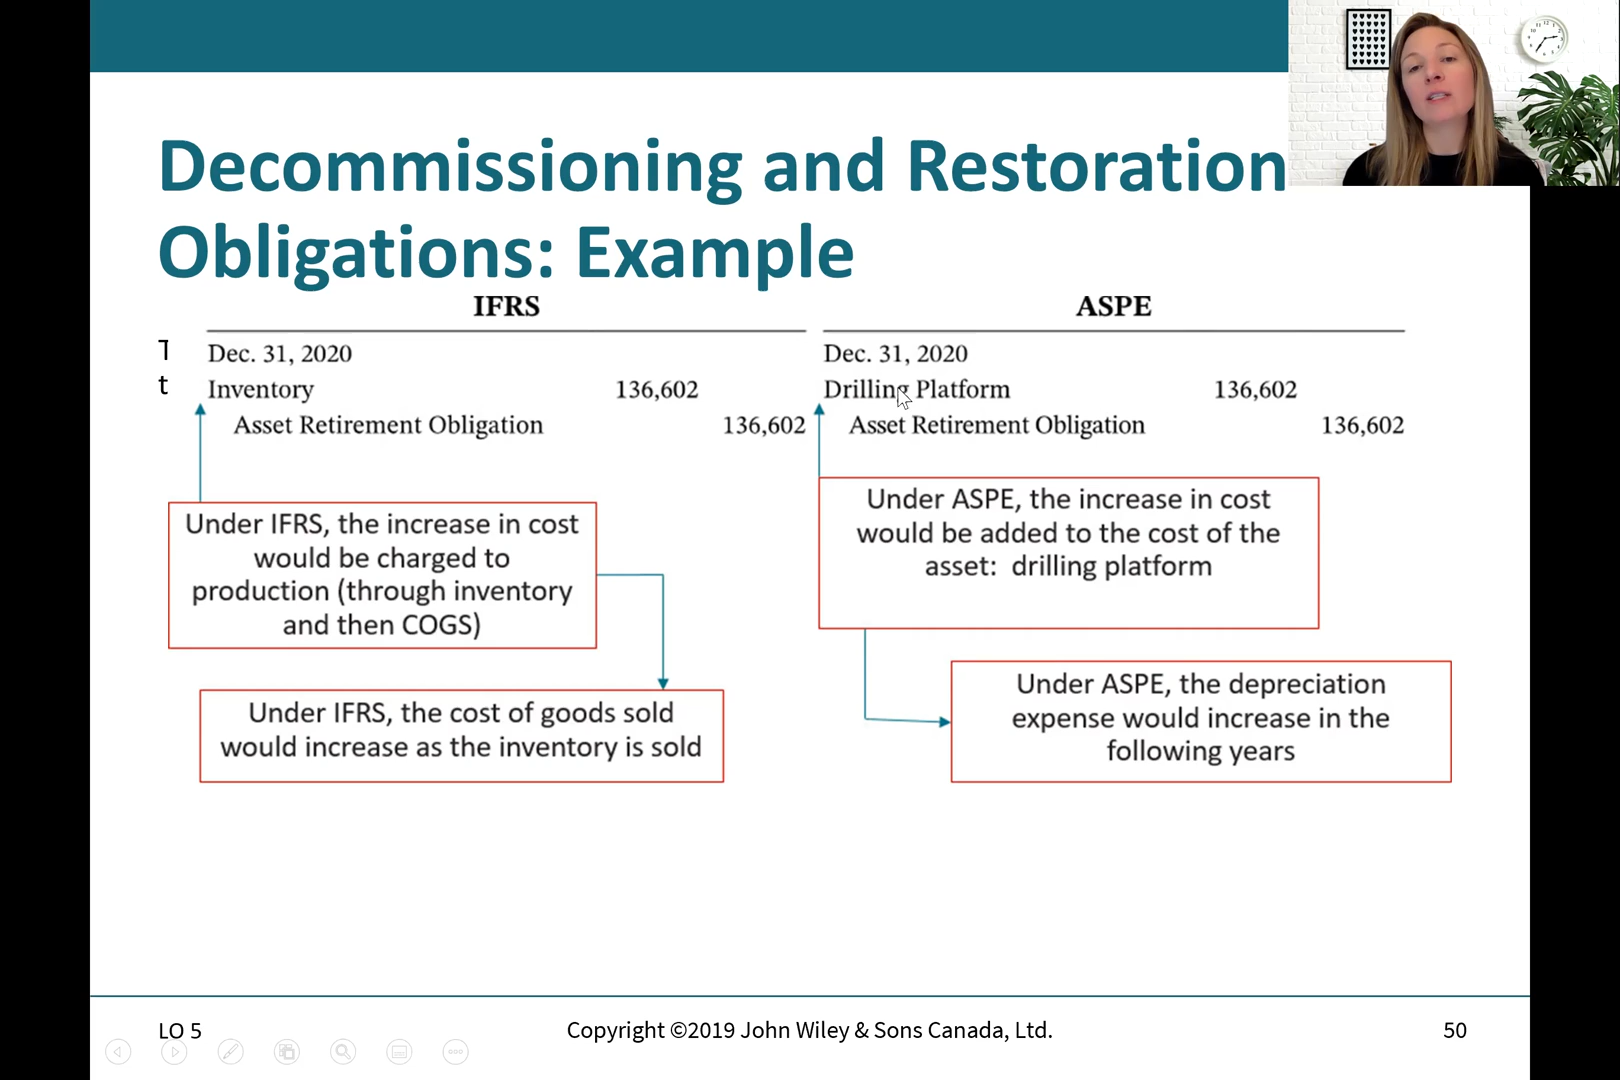 Decommissioning and Restoration
Obligations: Example
IFRS
T
t
Dec. 31, 2020
Inventory 136,602
Asset Retirement Obligation 136,602
Under IFRS, the increase in cost
would be charged to
production (through inventory
and then COGS)
Under IFRS, the cost of goods sold
would increase as the inventory is sold
ASPE
Dec. 31, 2020
Drilling Platform 136,602
Asset Retirement Obligation 136,602
Under ASPE, the increase in cost
would be added to the cost of the
asset: drilling platform
Under ASPE, the depreciation
expense would increase in the
following years
LO 5
Copyright ©2019 John Wiley & Sons Canada, Ltd.
50